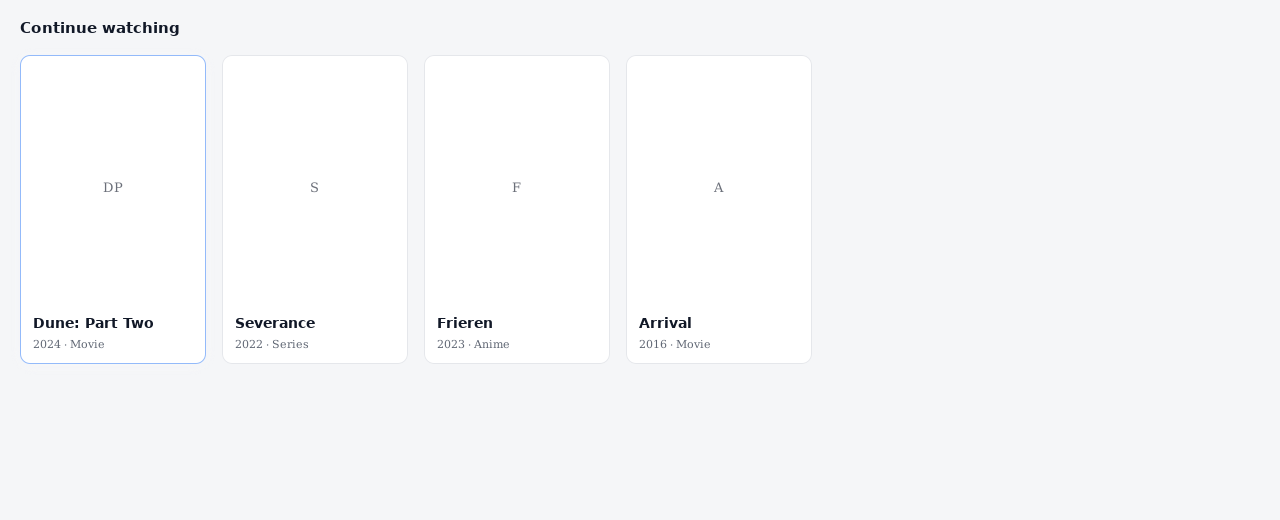 Continue watching
DP
S
F
A
Dune: Part Two
Severance
Frieren
Arrival
2024 · Movie
2022 · Series
2023 · Anime
2016 · Movie